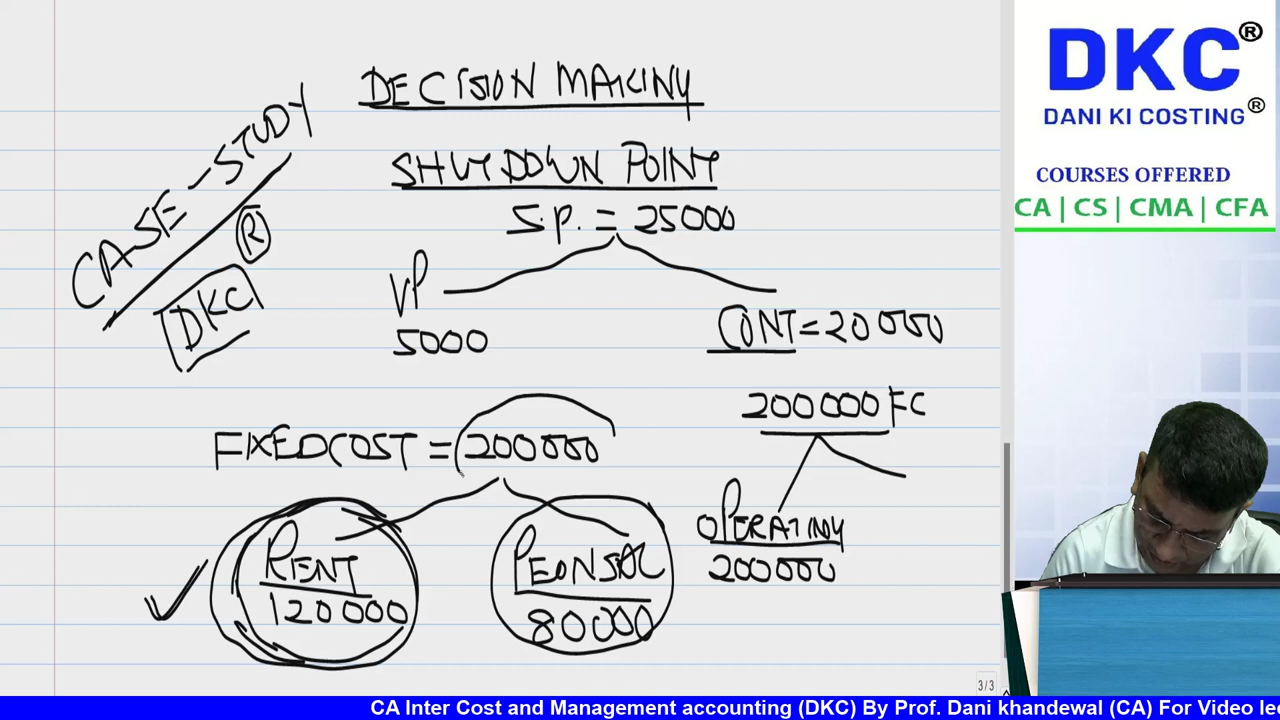 DECISION MAKING
CASE-STUDY
®
DKC
SHUTDOWN POINT
S.P. = 25000
VP
5000
CONT = 20000
FIXED COST = 200000
RENT
120000
PEON SAL
80000
200000 FC
OPERATING
200000
3/3
DKC®
DANI KI COSTING®
COURSES OFFERED
CA | CS | CMA | CFA
CA Inter Cost and Management accounting (DKC) By Prof. Dani khandewal (CA) For Video le